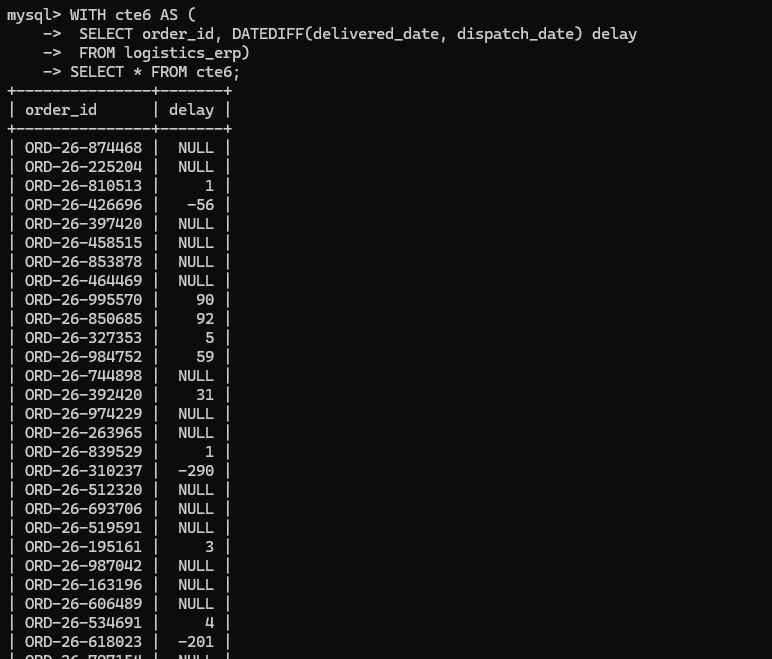 mysql> WITH cte6 AS (
    ->  SELECT order_id, DATEDIFF(delivered_date, dispatch_date) delay
    ->  FROM logistics_erp)
    -> SELECT * FROM cte6;
+---------------+-------+
| order_id      | delay |
+---------------+-------+
| ORD-26-874468 |  NULL |
| ORD-26-225204 |  NULL |
| ORD-26-810513 |     1 |
| ORD-26-426696 |   -56 |
| ORD-26-397420 |  NULL |
| ORD-26-458515 |  NULL |
| ORD-26-853878 |  NULL |
| ORD-26-464469 |  NULL |
| ORD-26-995570 |    90 |
| ORD-26-850685 |    92 |
| ORD-26-327353 |     5 |
| ORD-26-984752 |    59 |
| ORD-26-744898 |  NULL |
| ORD-26-392420 |    31 |
| ORD-26-974229 |  NULL |
| ORD-26-263965 |  NULL |
| ORD-26-839529 |     1 |
| ORD-26-310237 |  -290 |
| ORD-26-512320 |  NULL |
| ORD-26-693706 |  NULL |
| ORD-26-519591 |  NULL |
| ORD-26-195161 |     3 |
| ORD-26-987042 |  NULL |
| ORD-26-163196 |  NULL |
| ORD-26-606489 |  NULL |
| ORD-26-534691 |     4 |
| ORD-26-618023 |  -201 |
|               |  NULL |